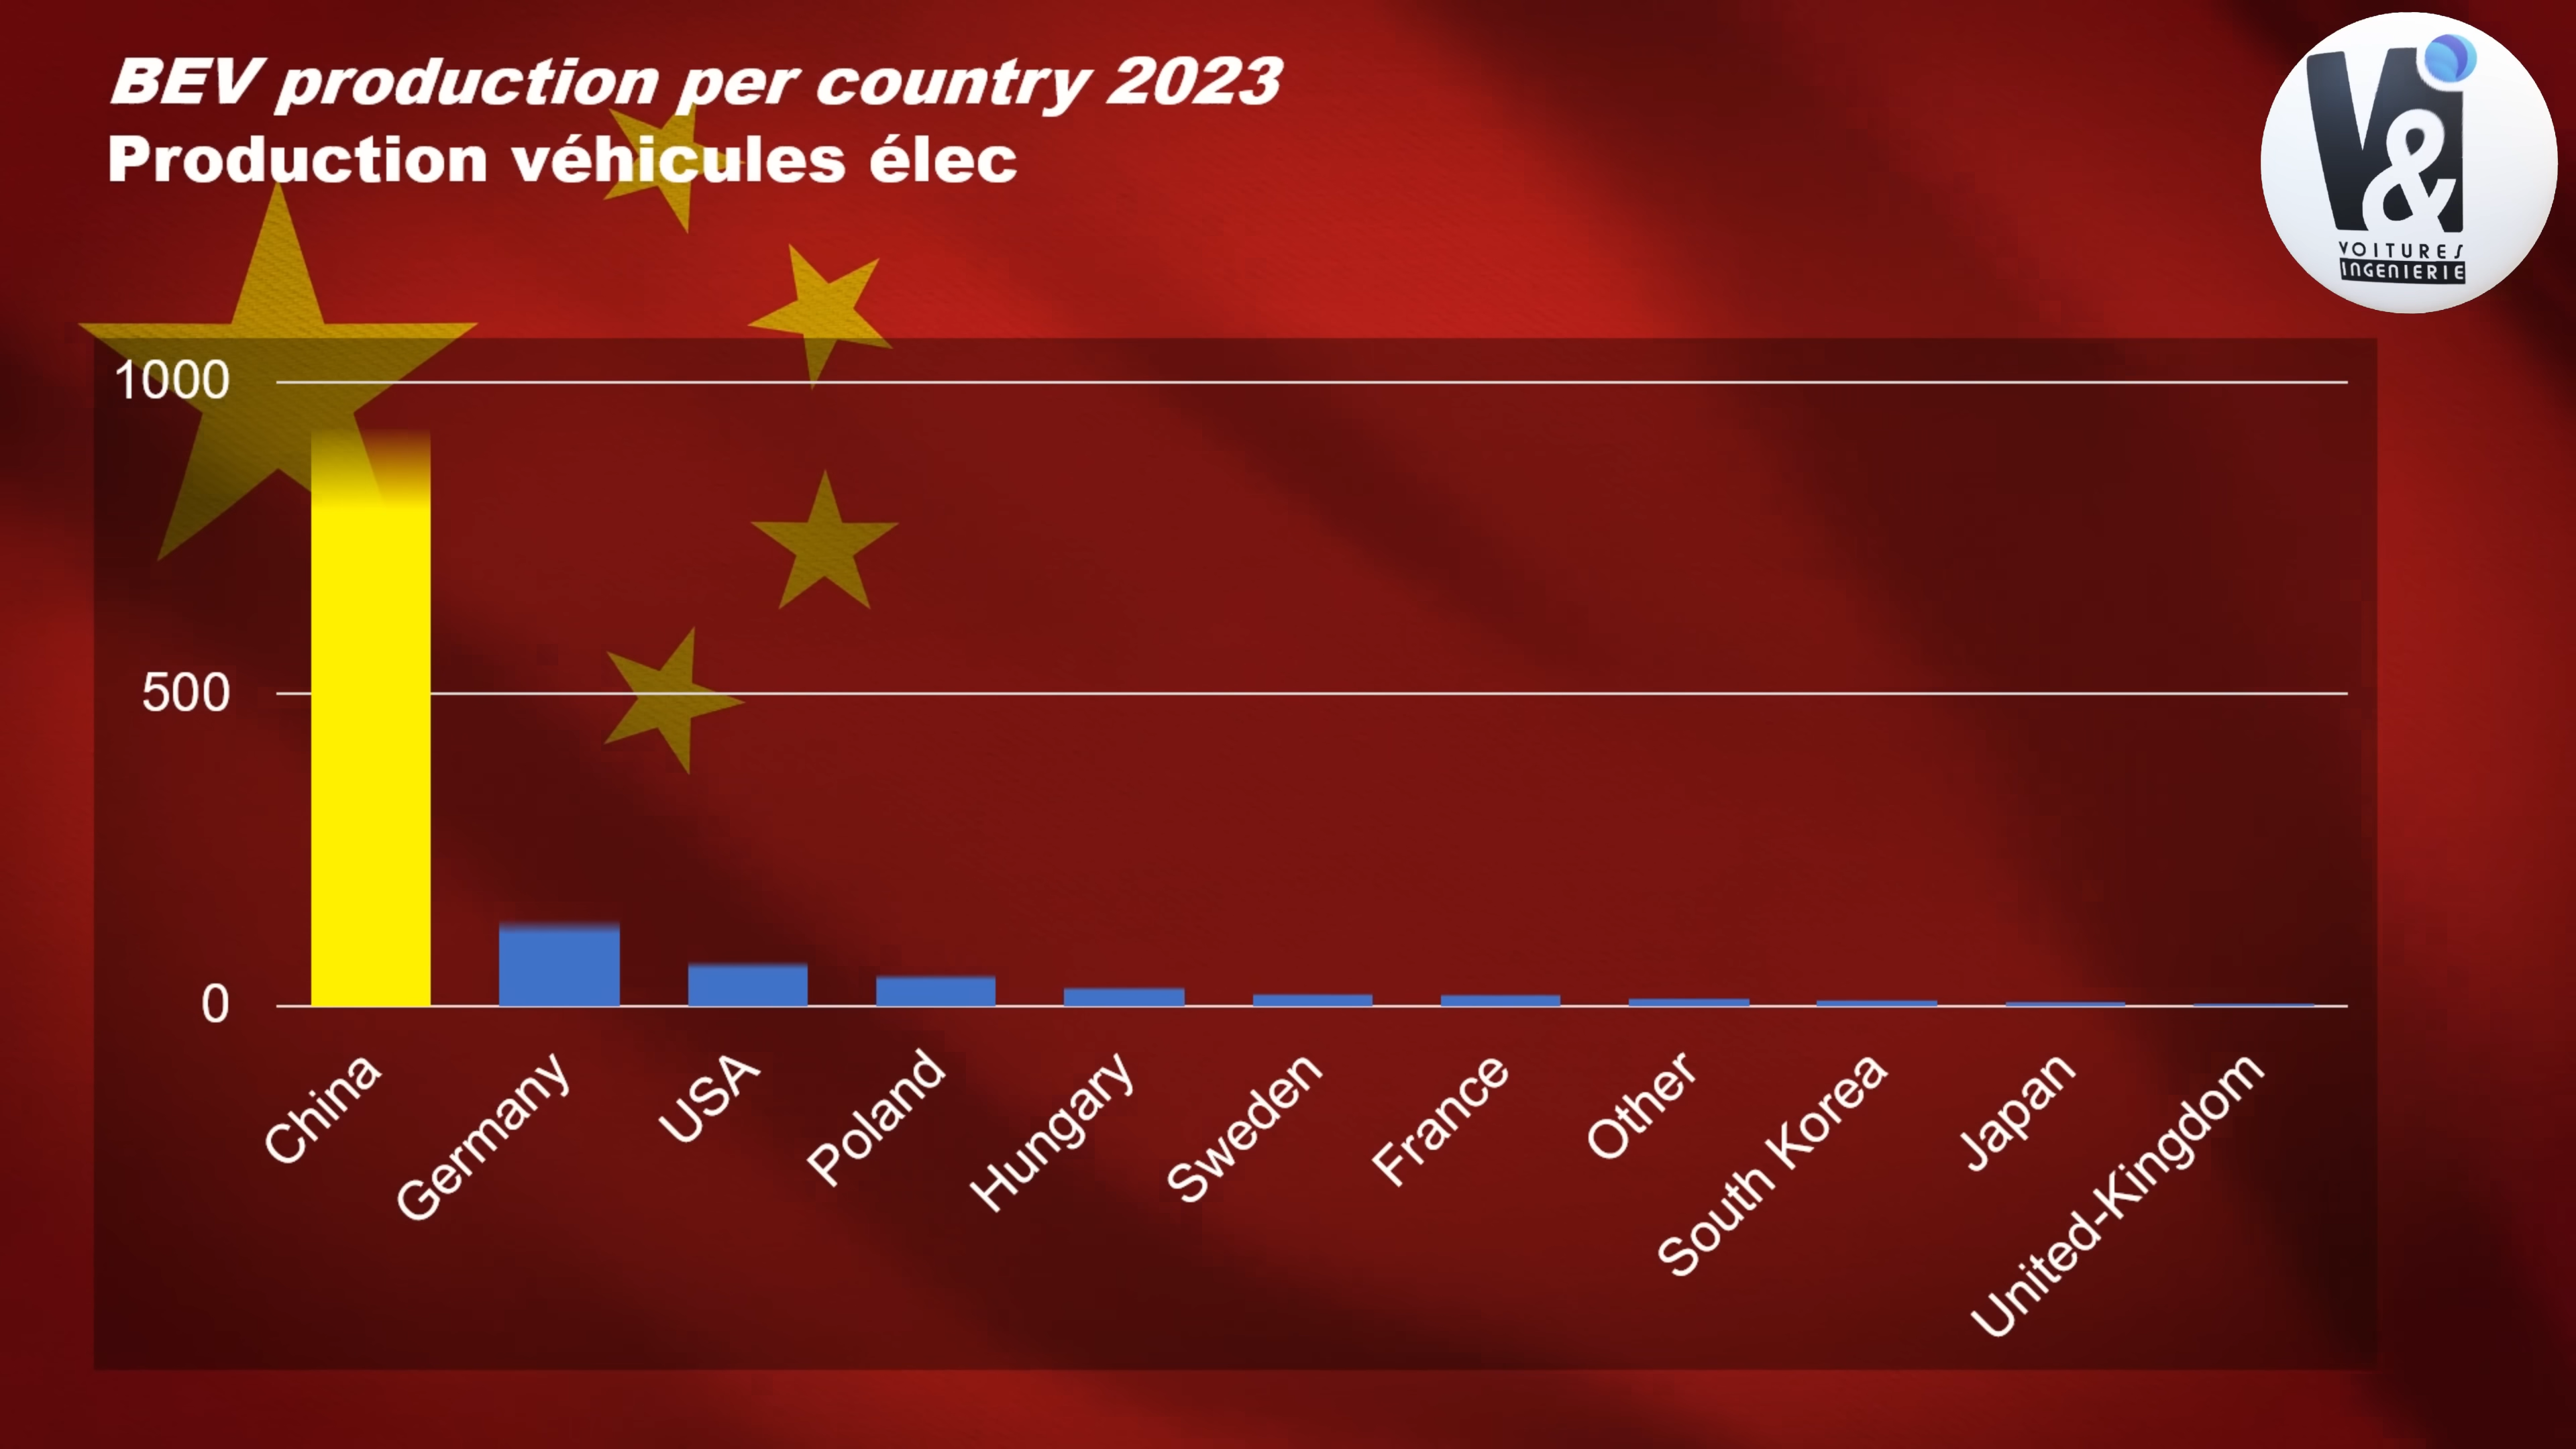 BEV production per country 2023
Production véhicules élec
V&i
VOITURES
INGENIERIE
1000
500
0
China
Germany
USA
Poland
Hungary
Sweden
France
Other
South Korea
Japan
United-Kingdom